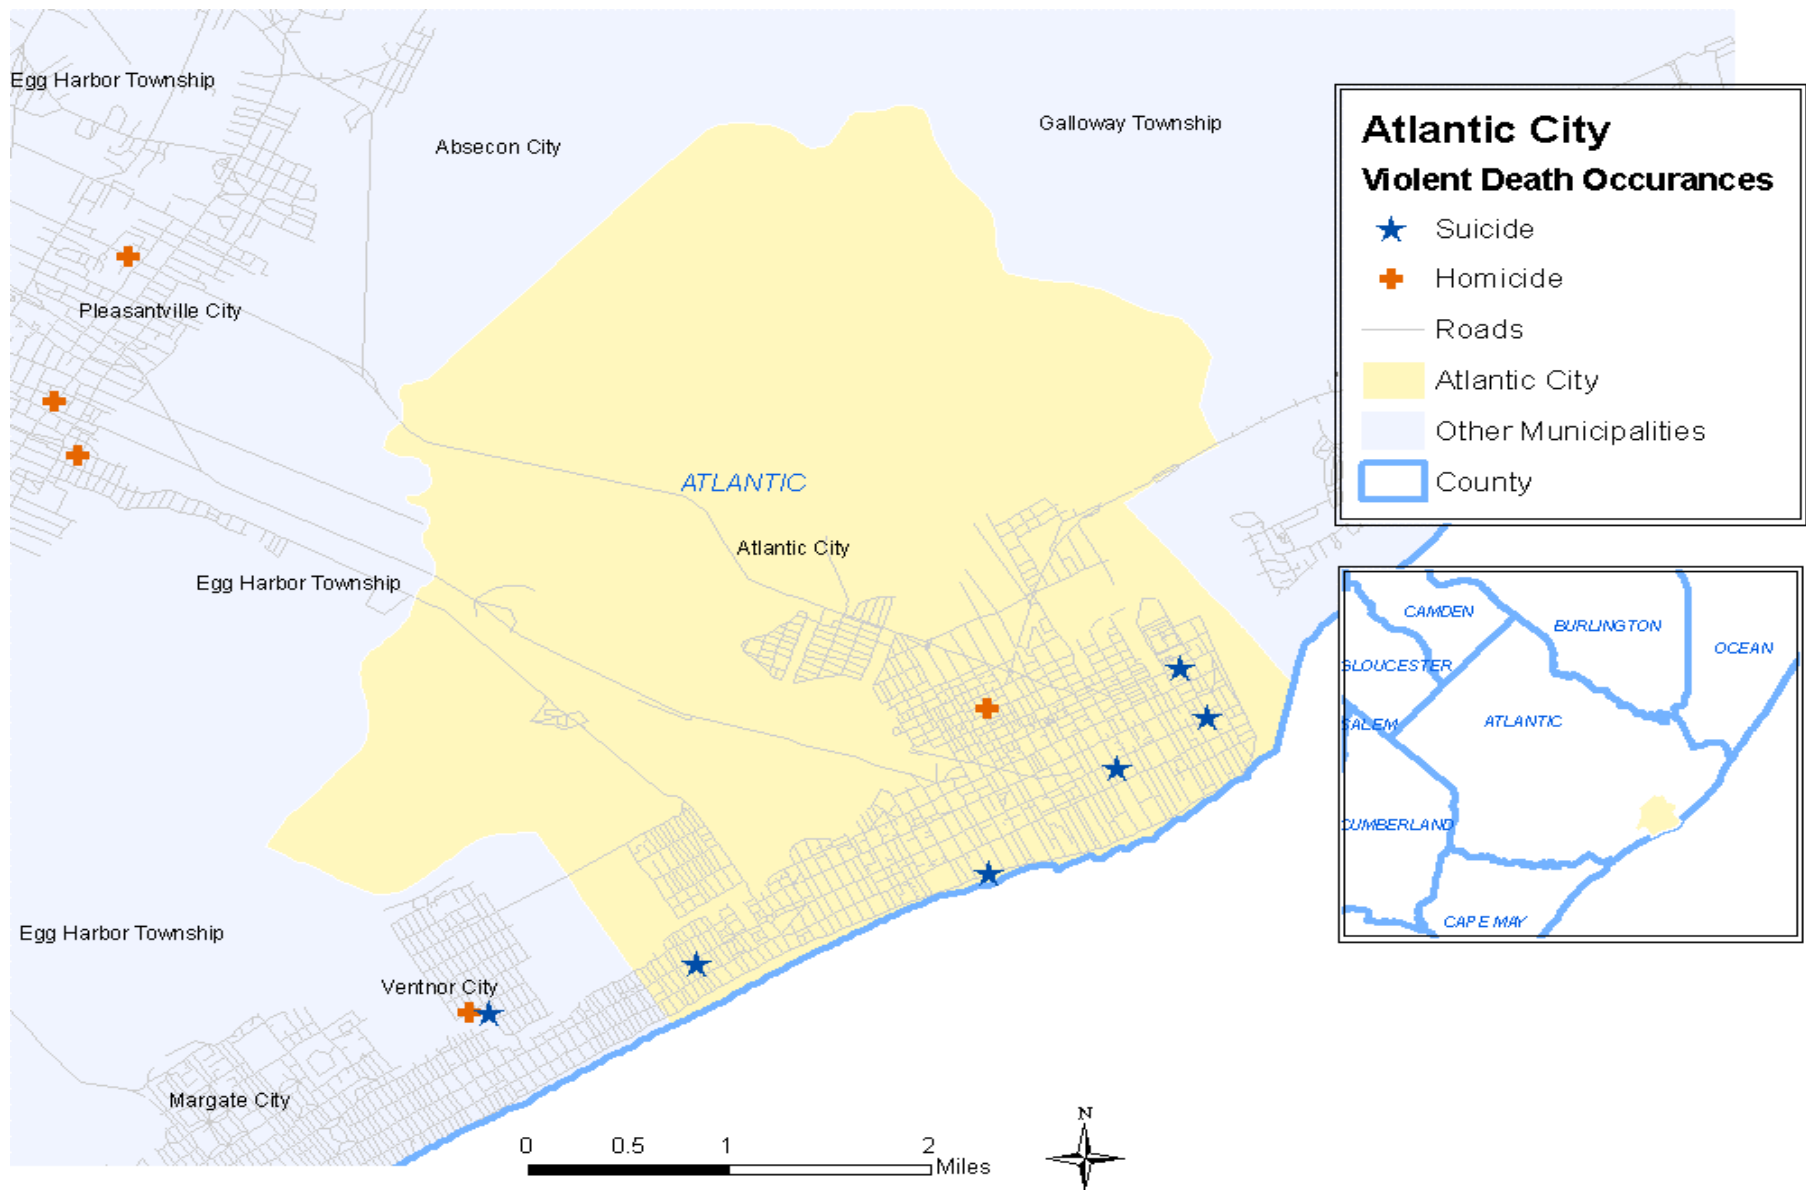 Egg Harbor Township
Absecon City
Galloway Township
Pleasantville City
ATLANTIC
Atlantic City
Egg Harbor Township
Egg Harbor Township
Ventnor City
Margate City
Atlantic City
Violent Death Occurances
Suicide
Homicide
Roads
Atlantic City
Other Municipalities
County
CAMDEN
BURLINGTON
OCEAN
GLOUCESTER
SALEM
ATLANTIC
CUMBERLAND
CAPE MAY
0 0.5 1 2
Miles
N